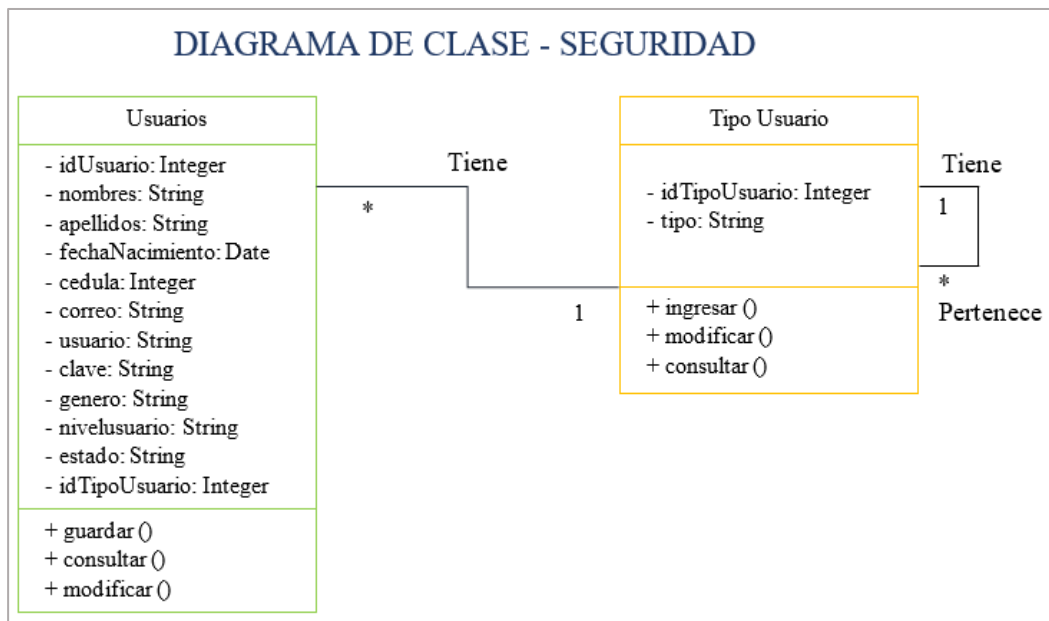 DIAGRAMA DE CLASE - SEGURIDAD
Usuarios
- idUsuario: Integer
- nombres: String
- apellidos: String
- fechaNacimiento: Date
- cedula: Integer
- correo: String
- usuario: String
- clave: String
- genero: String
- nivelusuario: String
- estado: String
- idTipoUsuario: Integer
+ guardar ()
+ consultar ()
+ modificar ()
Tiene
*
1
Tipo Usuario
- idTipoUsuario: Integer
- tipo: String
+ ingresar ()
+ modificar ()
+ consultar ()
Tiene
1
*
Pertenece